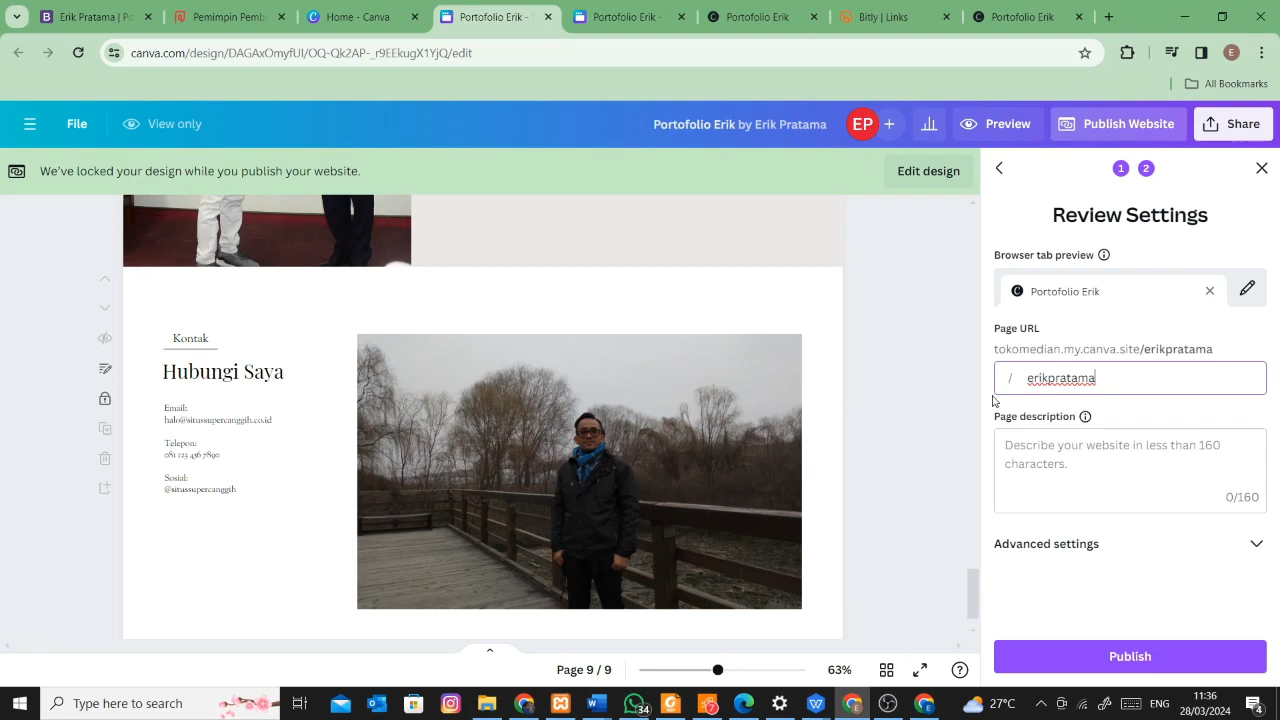 Erik Pratama | Po
Pemimpin Pemb
Home - Canva
Portofolio Erik -
Portofolio Erik -
Portofolio Erik
Bitly | Links
Portofolio Erik
canva.com/design/DAGAxOmyfUI/OQ-Qk2AP-_r9EEkugX1YjQ/edit
E
All Bookmarks
File
View only
Portofolio Erik by Erik Pratama
EP
Preview
Publish Website
Share
We've locked your design while you publish your website.
Edit design
1 2
Review Settings
Browser tab preview
Portofolio Erik
Page URL
tokomedian.my.canva.site/erikpratama
/ erikpratama
Page description
Describe your website in less than 160
characters.
0/160
Advanced settings
Publish
Kontak
Hubungi Saya
Email:
halo@situssupercanggih.co.id
Telepon:
081 123 456 7890
Sosial:
@situssupercanggih
Page 9 / 9
63%
Type here to search
34
27°C
ENG
11:36
28/03/2024
4